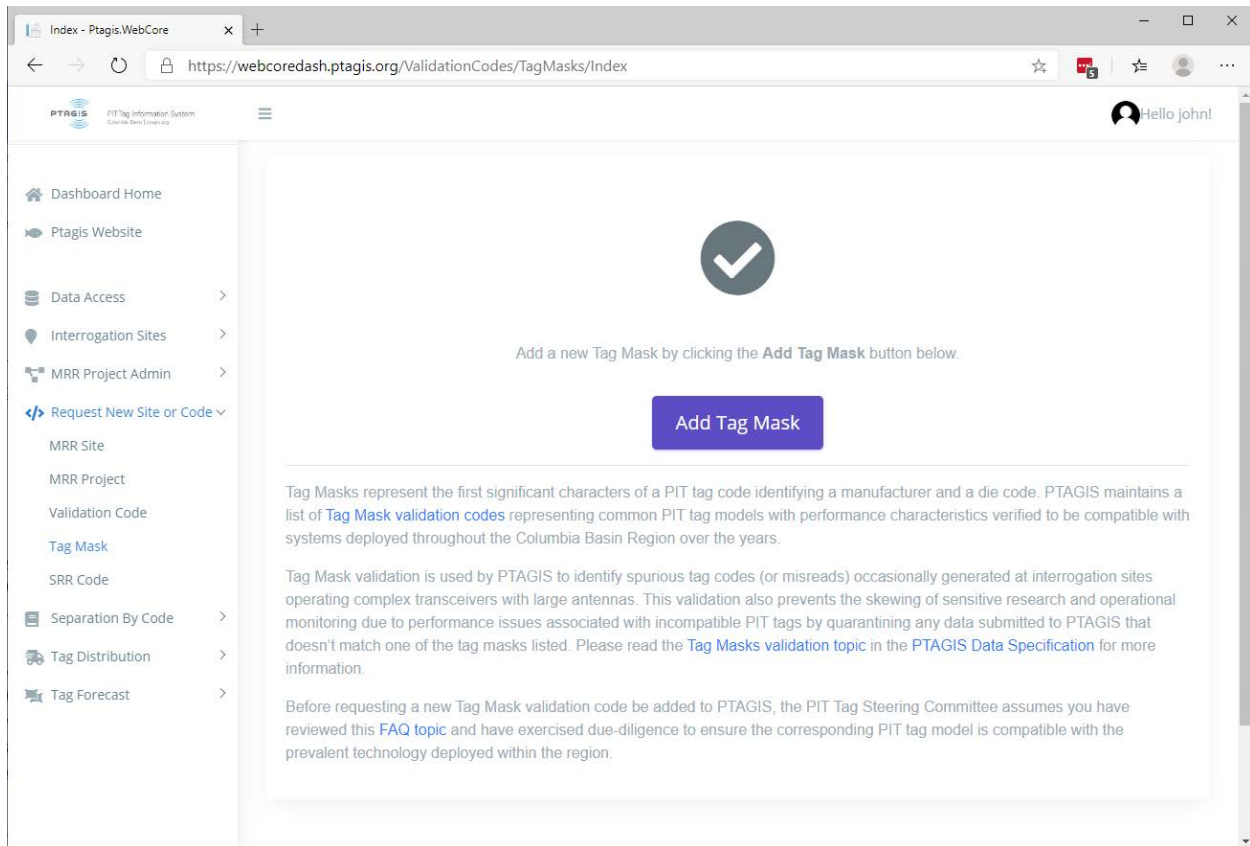 Index - Ptagis.WebCore
https://webcoredash.ptagis.org/ValidationCodes/TagMasks/Index
5
PTAGIS
PIT Tag Information System
Columbia Basin | ptagis.org
Hello john!
Dashboard Home
Ptagis Website
Data Access
Interrogation Sites
MRR Project Admin
Request New Site or Code
MRR Site
MRR Project
Validation Code
Tag Mask
SRR Code
Separation By Code
Tag Distribution
Tag Forecast
Add a new Tag Mask by clicking the Add Tag Mask button below.
Add Tag Mask
Tag Masks represent the first significant characters of a PIT tag code identifying a manufacturer and a die code. PTAGIS maintains a
list of Tag Mask validation codes representing common PIT tag models with performance characteristics verified to be compatible with
systems deployed throughout the Columbia Basin Region over the years.
Tag Mask validation is used by PTAGIS to identify spurious tag codes (or misreads) occasionally generated at interrogation sites
operating complex transceivers with large antennas. This validation also prevents the skewing of sensitive research and operational
monitoring due to performance issues associated with incompatible PIT tags by quarantining any data submitted to PTAGIS that
doesn't match one of the tag masks listed. Please read the Tag Masks validation topic in the PTAGIS Data Specification for more
information.
Before requesting a new Tag Mask validation code be added to PTAGIS, the PIT Tag Steering Committee assumes you have
reviewed this FAQ topic and have exercised due-diligence to ensure the corresponding PIT tag model is compatible with the
prevalent technology deployed within the region.